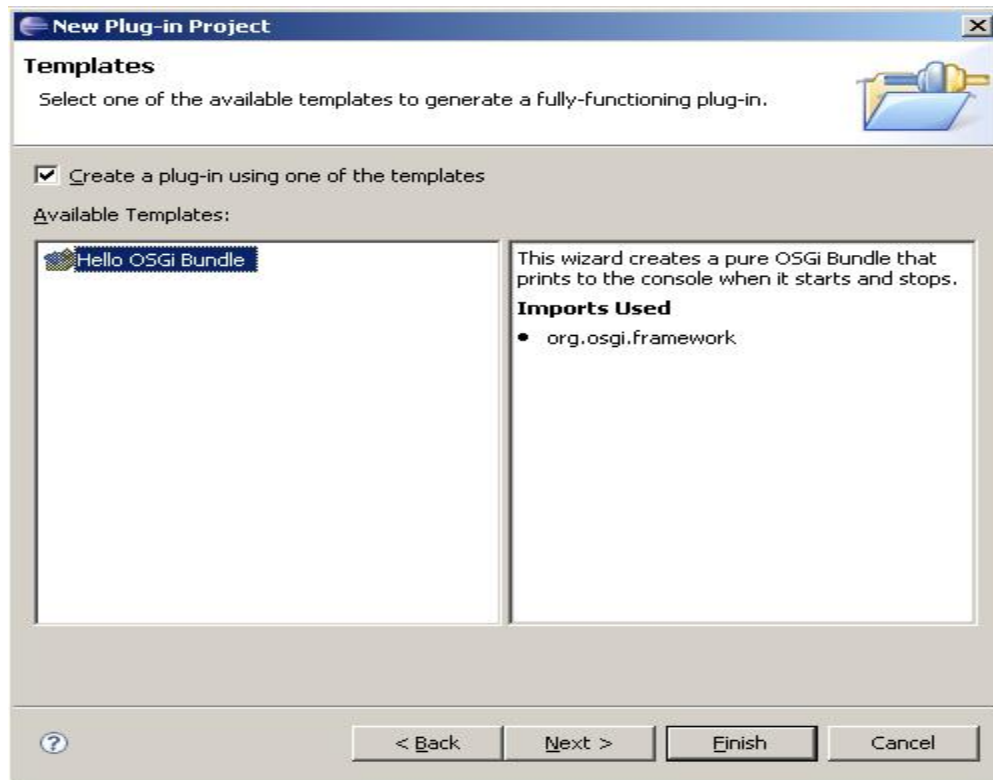 New Plug-in Project
Templates
Select one of the available templates to generate a fully-functioning plug-in.
Create a plug-in using one of the templates
Available Templates:
Hello OSGi Bundle
This wizard creates a pure OSGi Bundle that
prints to the console when it starts and stops.
Imports Used
• org.osgi.framework
?
< Back
Next >
Finish
Cancel